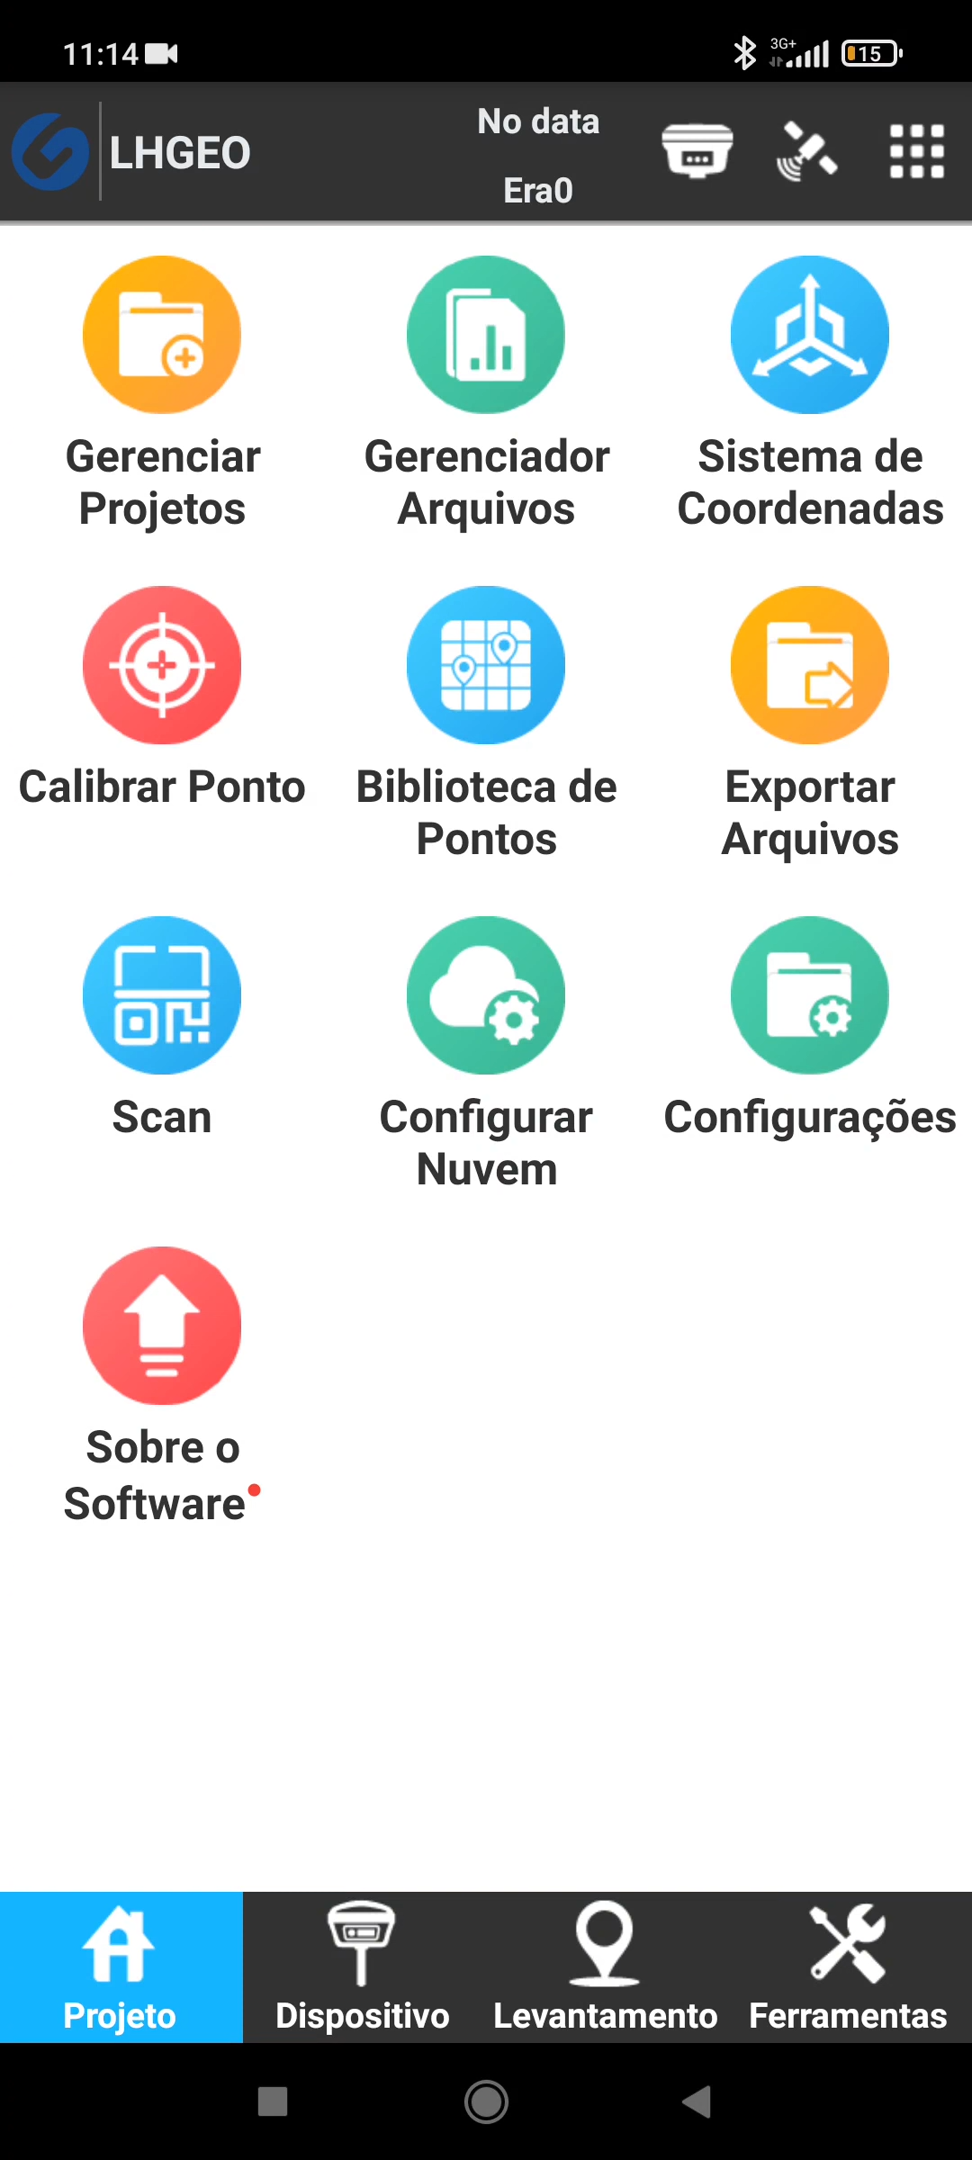 11:14
3G+
15
LHGEO
No data
Era0
Gerenciar
Projetos
Gerenciador
Arquivos
Sistema de
Coordenadas
Calibrar Ponto
Biblioteca de
Pontos
Exportar
Arquivos
Scan
Configurar
Nuvem
Configurações
Sobre o
Software
Projeto
Dispositivo
Levantamento
Ferramentas